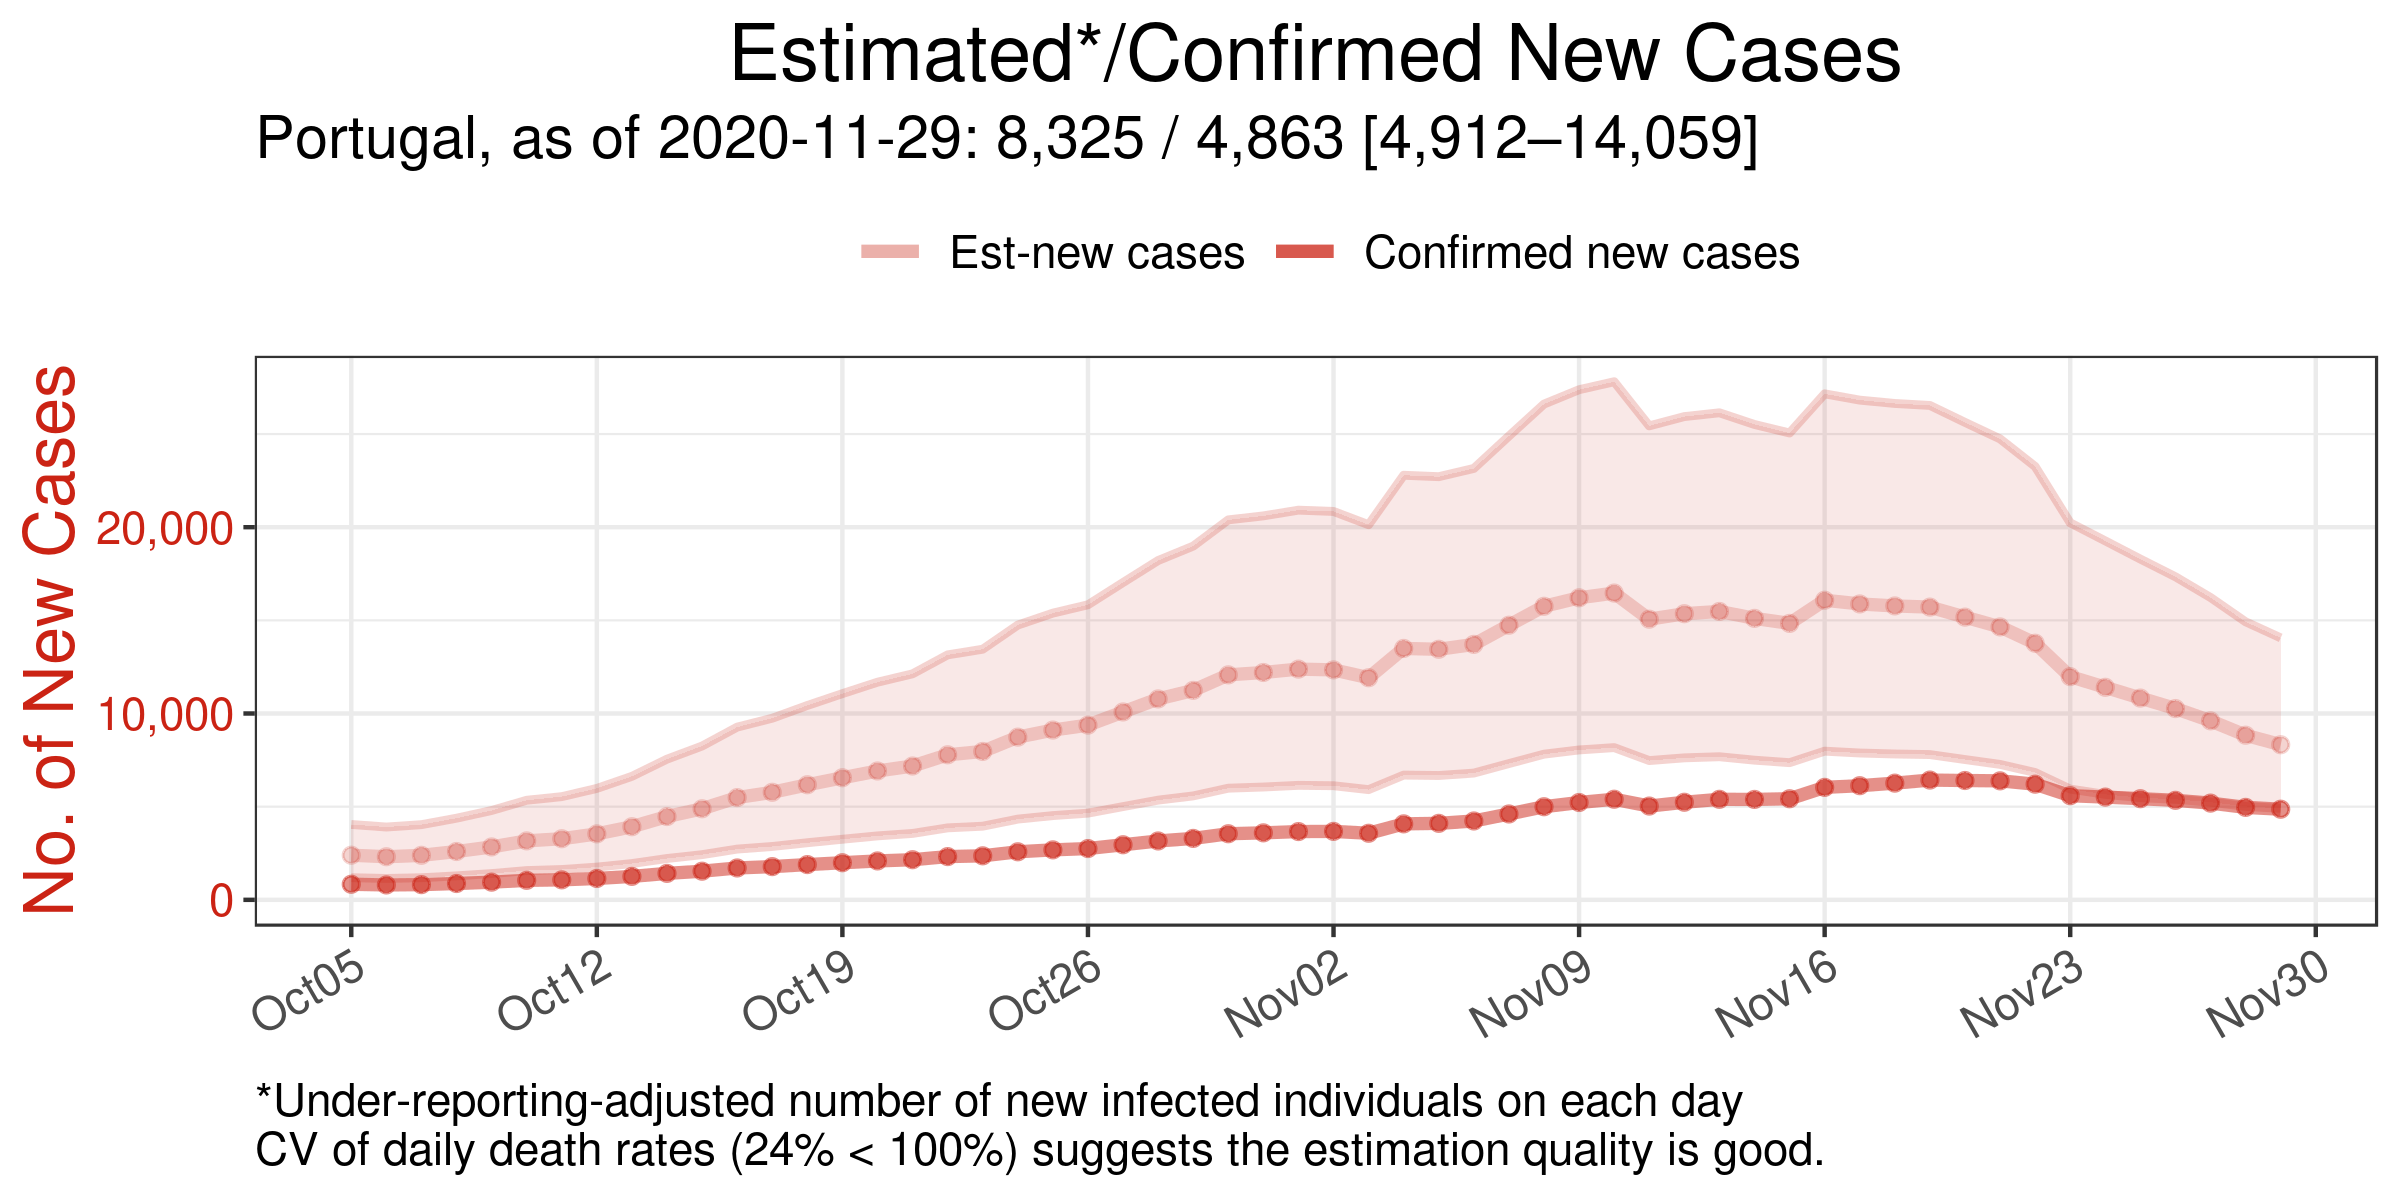 Estimated*/Confirmed New Cases
Portugal, as of 2020-11-29: 8,325 / 4,863 [4,912–14,059]
Est-new cases
Confirmed new cases
No. of New Cases
20,000
10,000
0
Oct05
Oct12
Oct19
Oct26
Nov02
Nov09
Nov16
Nov23
Nov30
*Under-reporting-adjusted number of new infected individuals on each day
CV of daily death rates (24% < 100%) suggests the estimation quality is good.